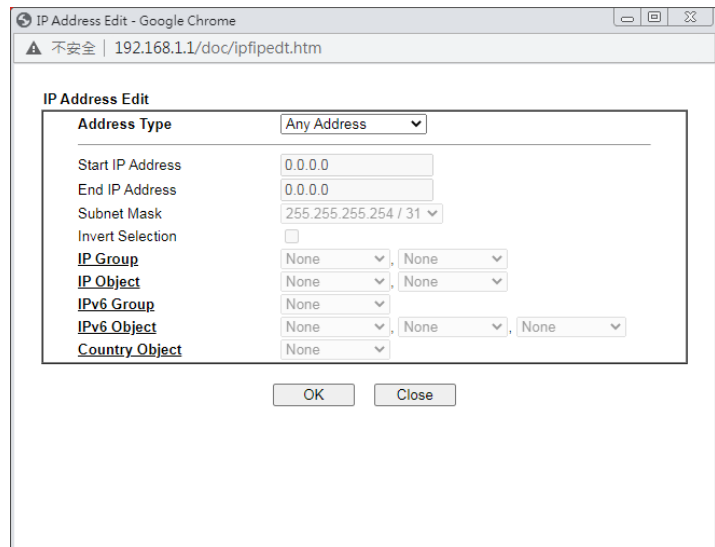 IP Address Edit - Google Chrome
不安全 | 192.168.1.1/doc/ipfipedt.htm
IP Address Edit
Address Type Any Address
Start IP Address 0.0.0.0
End IP Address 0.0.0.0
Subnet Mask 255.255.255.254 / 31
Invert Selection
IP Group None , None
IP Object None , None
IPv6 Group None
IPv6 Object None , None , None
Country Object None
OK Close